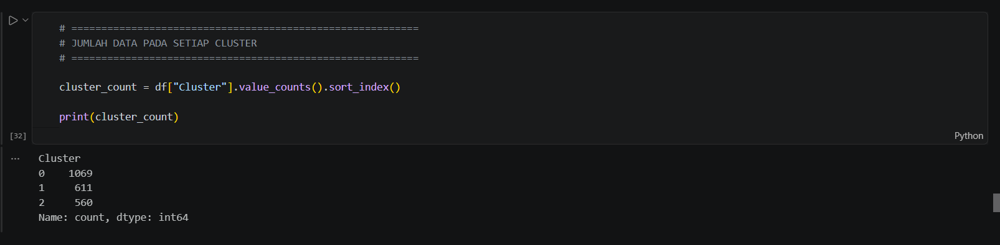 # ==========================================================
# JUMLAH DATA PADA SETIAP CLUSTER
# ==========================================================
cluster_count = df["Cluster"].value_counts().sort_index()
print(cluster_count)
[32]
Python
Cluster
0    1069
1     611
2     560
Name: count, dtype: int64